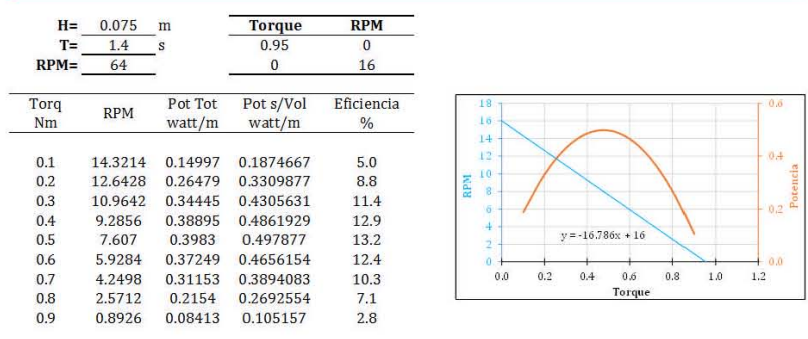 H= 0.075 m
T= 1.4 s
RPM= 64
Torque RPM
0.95 0
0 16
Torq Nm RPM Pot Tot watt/m Pot s/Vol watt/m Eficiencia %
0.1 14.3214 0.14997 0.1874667 5.0
0.2 12.6428 0.26479 0.3309877 8.8
0.3 10.9642 0.34445 0.4305631 11.4
0.4 9.2856 0.38895 0.4861929 12.9
0.5 7.607 0.3983 0.497877 13.2
0.6 5.9284 0.37249 0.4656154 12.4
0.7 4.2498 0.31153 0.3894083 10.3
0.8 2.5712 0.2154 0.2692554 7.1
0.9 0.8926 0.08413 0.105157 2.8
RPM
18
16
14
12
10
8
6
4
2
0
y = -16.786x + 16
0.6
0.4
0.2
0.0
Potencia
0.0 0.2 0.4 0.6 0.8 1.0 1.2
Torque